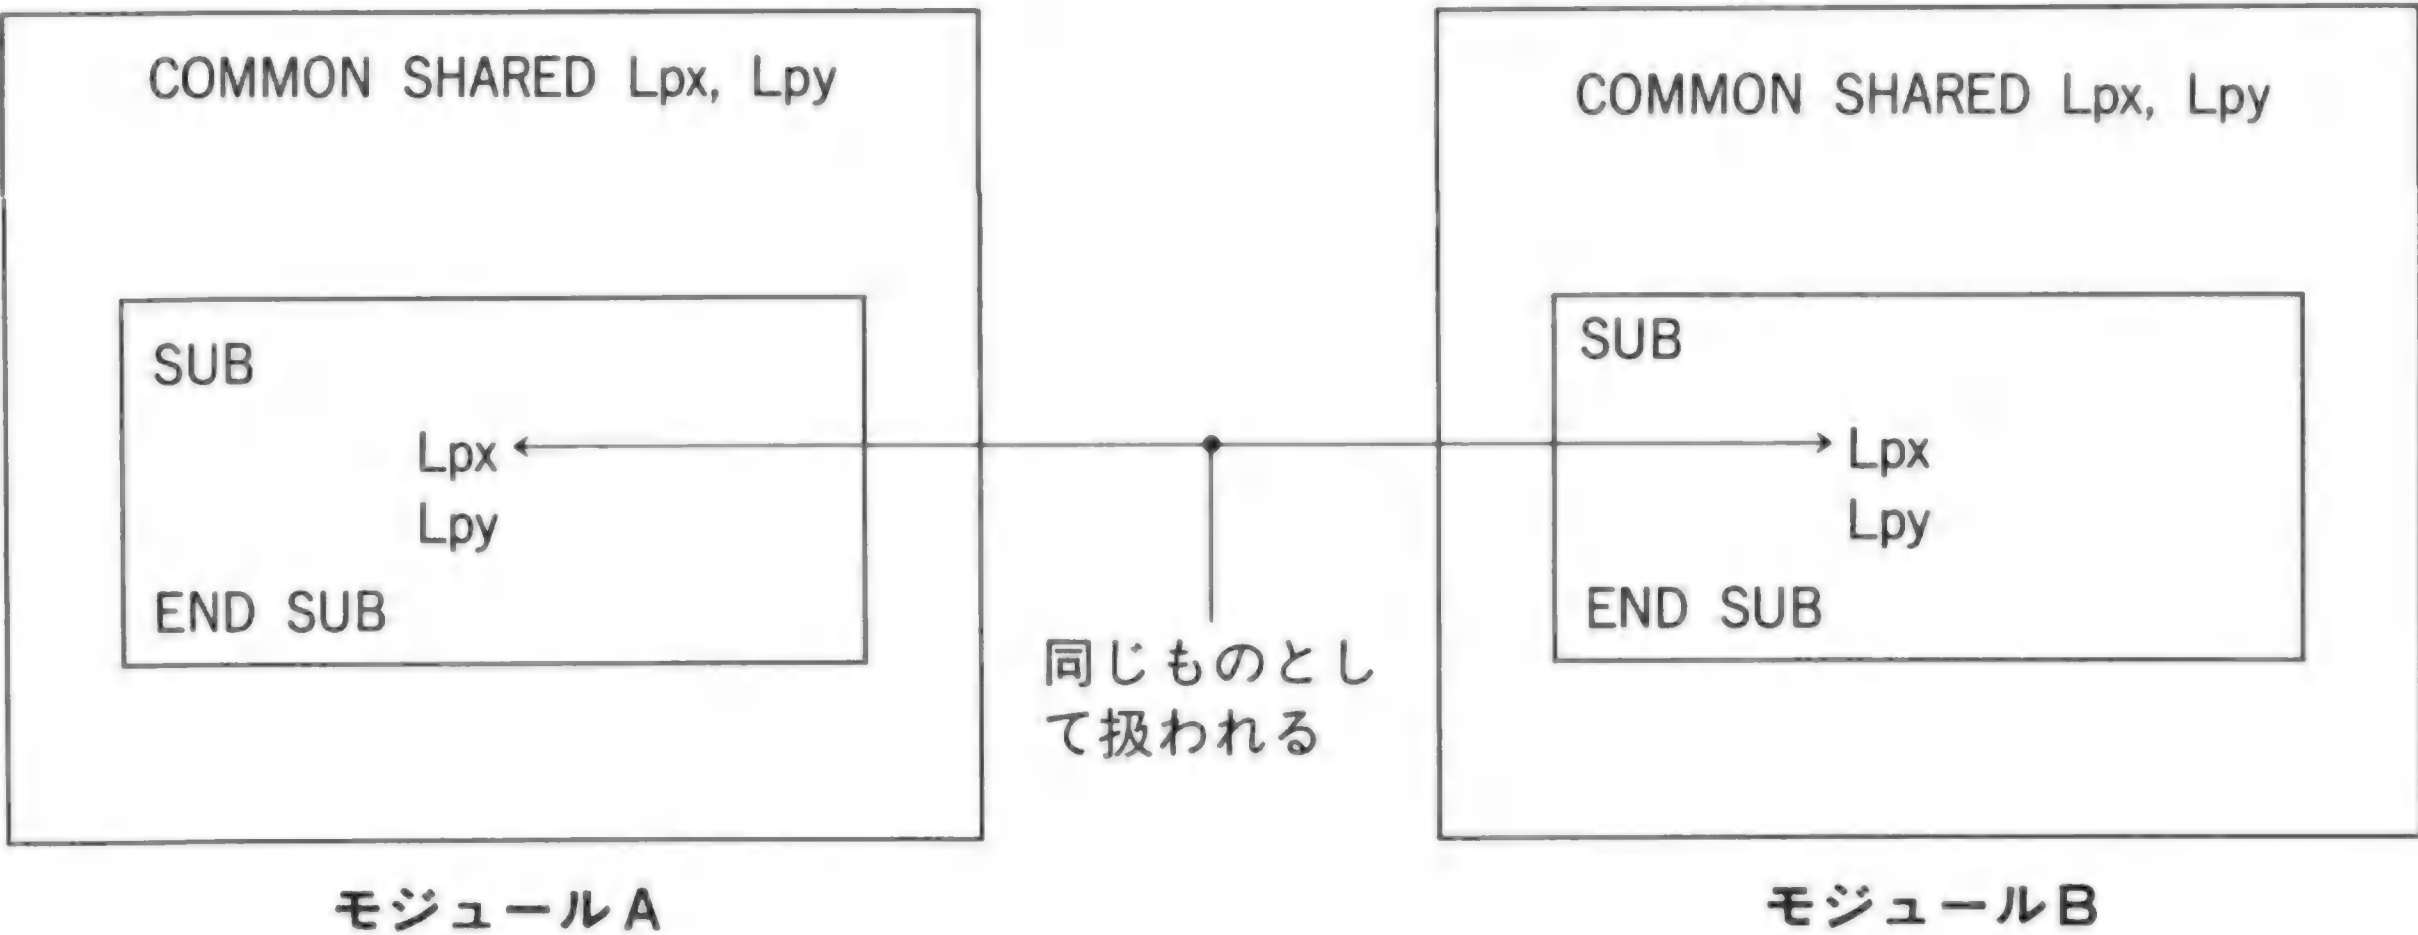 COMMON SHARED Lpx, Lpy
SUB
Lpx
Lpy
END SUB
モジュールA
同じものとし
て扱われる
COMMON SHARED Lpx, Lpy
SUB
Lpx
Lpy
END SUB
モジュールB